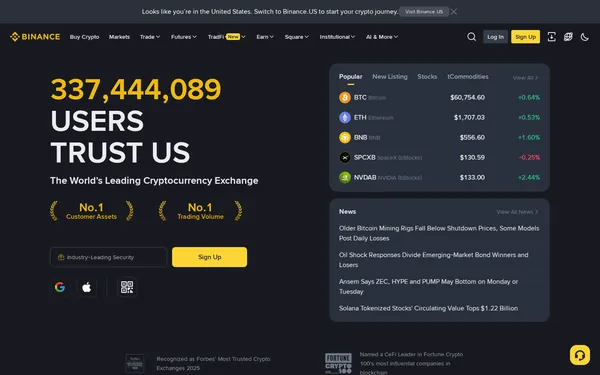 Looks like you're in the United States. Switch to Binance.US to start your crypto journey. Visit Binance.US
BINANCE
Buy Crypto
Markets
Trade
Futures
TradFi New
Earn
Square
Institutional
AI & More
Log In
Sign Up
337,444,089
USERS
TRUST US
The World's Leading Cryptocurrency Exchange
No.1
Customer Assets
No.1
Trading Volume
Industry-Leading Security
Sign Up
Popular
New Listing
Stocks
tCommodities
View All
BTC Bitcoin $60,754.60 +0.64%
ETH Ethereum $1,707.03 +0.53%
BNB BNB $556.60 +1.60%
SPCXB SpaceX (bStocks) $130.59 -0.25%
NVDAB NVIDIA (bStocks) $133.00 +2.44%
News
View All News
Older Bitcoin Mining Rigs Fall Below Shutdown Prices, Some Models
Post Daily Losses
Oil Shock Responses Divide Emerging-Market Bond Winners and
Losers
Ansem Says ZEC, HYPE and PUMP May Bottom on Monday or
Tuesday
Solana Tokenized Stocks' Circulating Value Tops $1.22 Billion
Recognized as Forbes' Most Trusted Crypto
Exchanges 2025
FORTUNE
CRYPTO
100
Named a CeFi Leader in Fortune Crypto
100's most influential companies in
blockchain